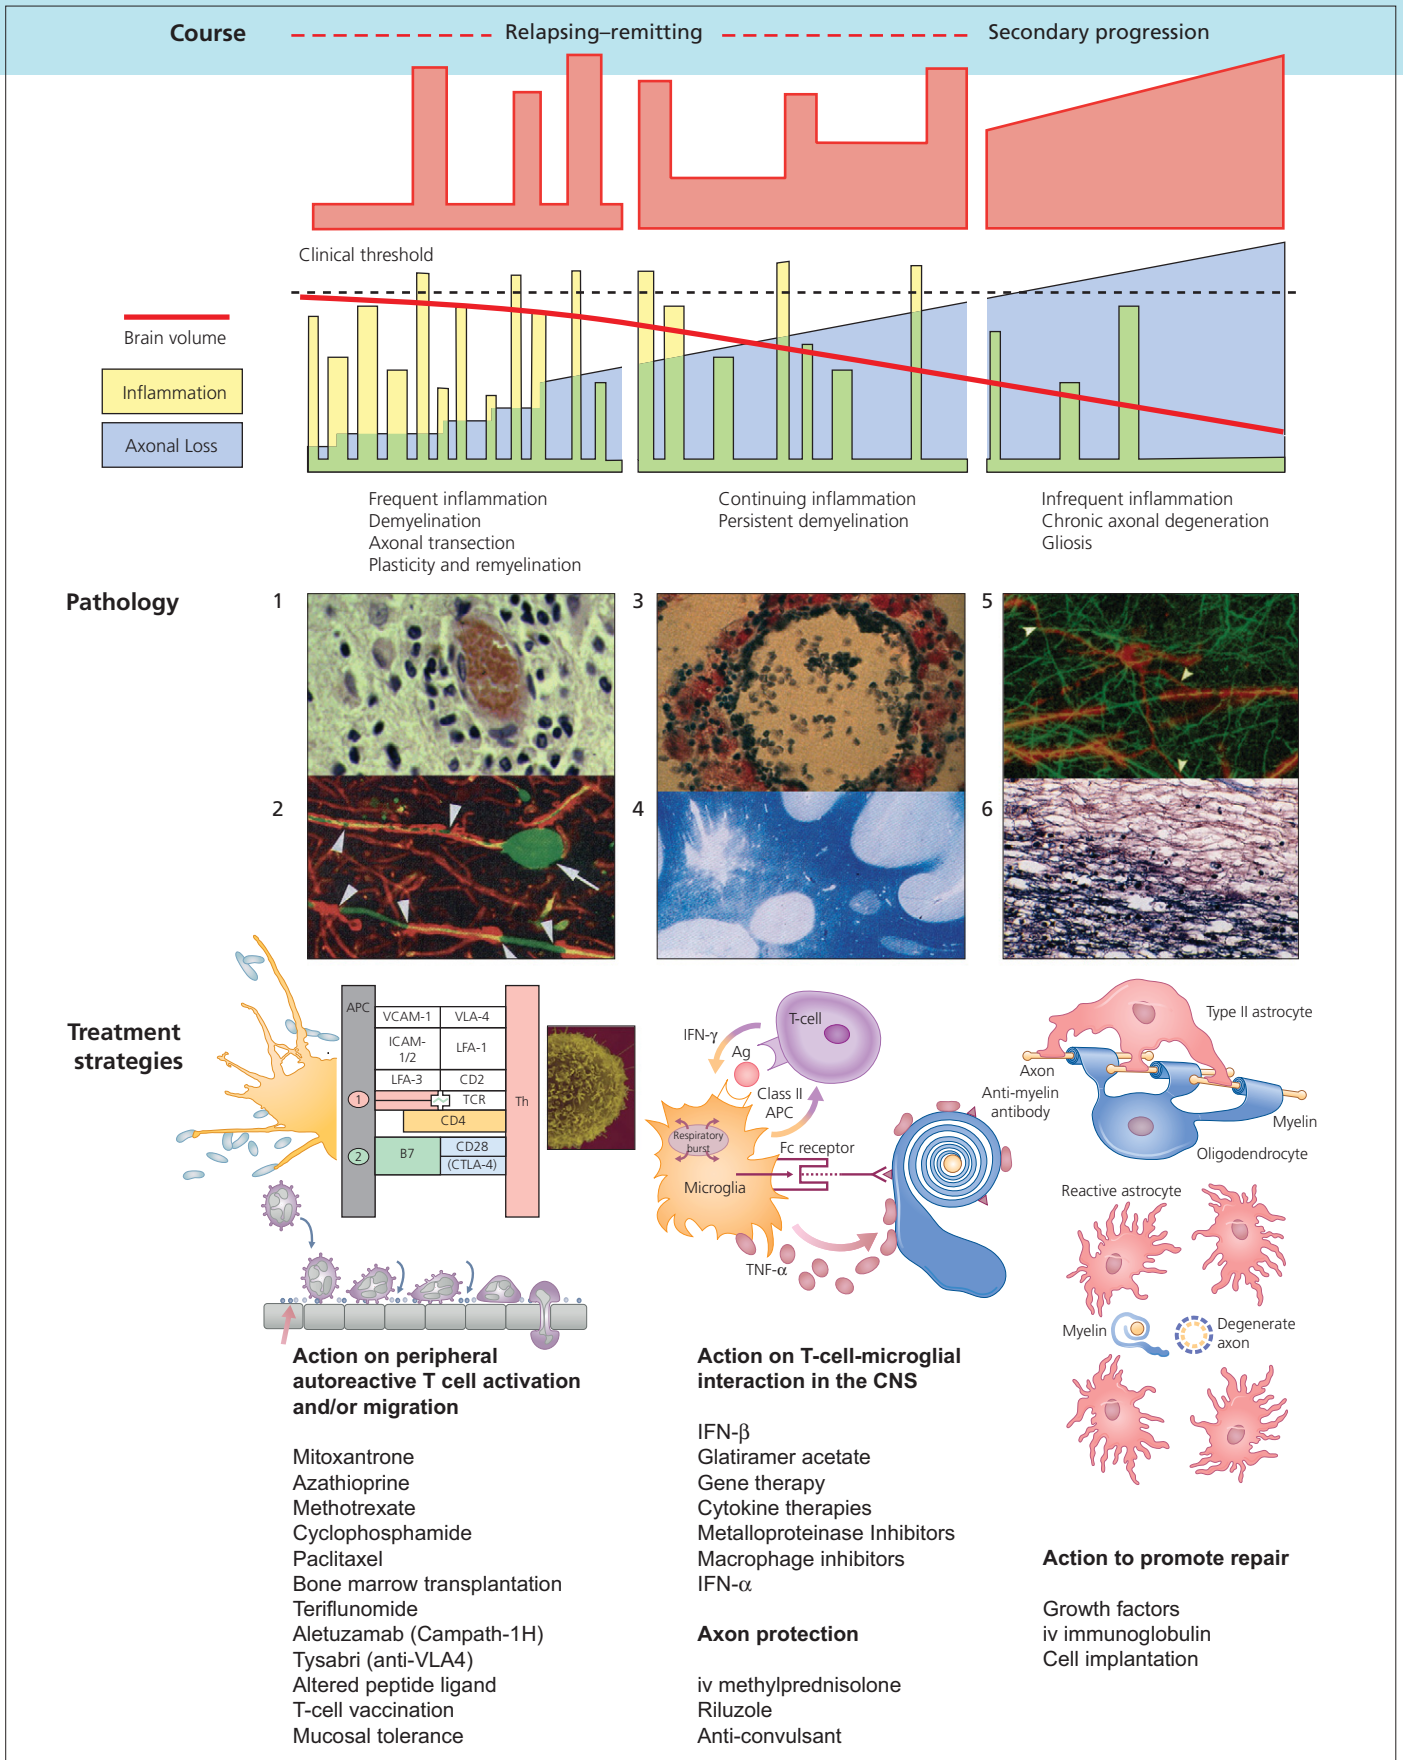 Course
Relapsing–remitting
Secondary progression
Clinical threshold
Brain volume
Inflammation
Axonal Loss
Frequent inflammation
Demyelination
Axonal transection
Plasticity and remyelination
Continuing inflammation
Persistent demyelination
Infrequent inflammation
Chronic axonal degeneration
Gliosis
Pathology
1
3
5
2
4
6
Treatment
strategies
APC
VCAM-1
VLA-4
ICAM-
1/2
LFA-1
LFA-3
CD2
1
TCR
Th
CD4
2
B7
CD28
(CTLA-4)
T-cell
IFN-γ
Ag
Class II
APC
Respiratory
burst
Fc receptor
Microglia
TNF-α
Type II astrocyte
Axon
Anti-myelin
antibody
Myelin
Oligodendrocyte
Reactive astrocyte
Myelin
Degenerate
axon
Action on peripheral
autoreactive T cell activation
and/or migration
Mitoxantrone
Azathioprine
Methotrexate
Cyclophosphamide
Paclitaxel
Bone marrow transplantation
Teriflunomide
Aletuzamab (Campath-1H)
Tysabri (anti-VLA4)
Altered peptide ligand
T-cell vaccination
Mucosal tolerance
Action on T-cell-microglial
interaction in the CNS
IFN-β
Glatiramer acetate
Gene therapy
Cytokine therapies
Metalloproteinase Inhibitors
Macrophage inhibitors
IFN-α
Axon protection
iv methylprednisolone
Riluzole
Anti-convulsant
Action to promote repair
Growth factors
iv immunoglobulin
Cell implantation